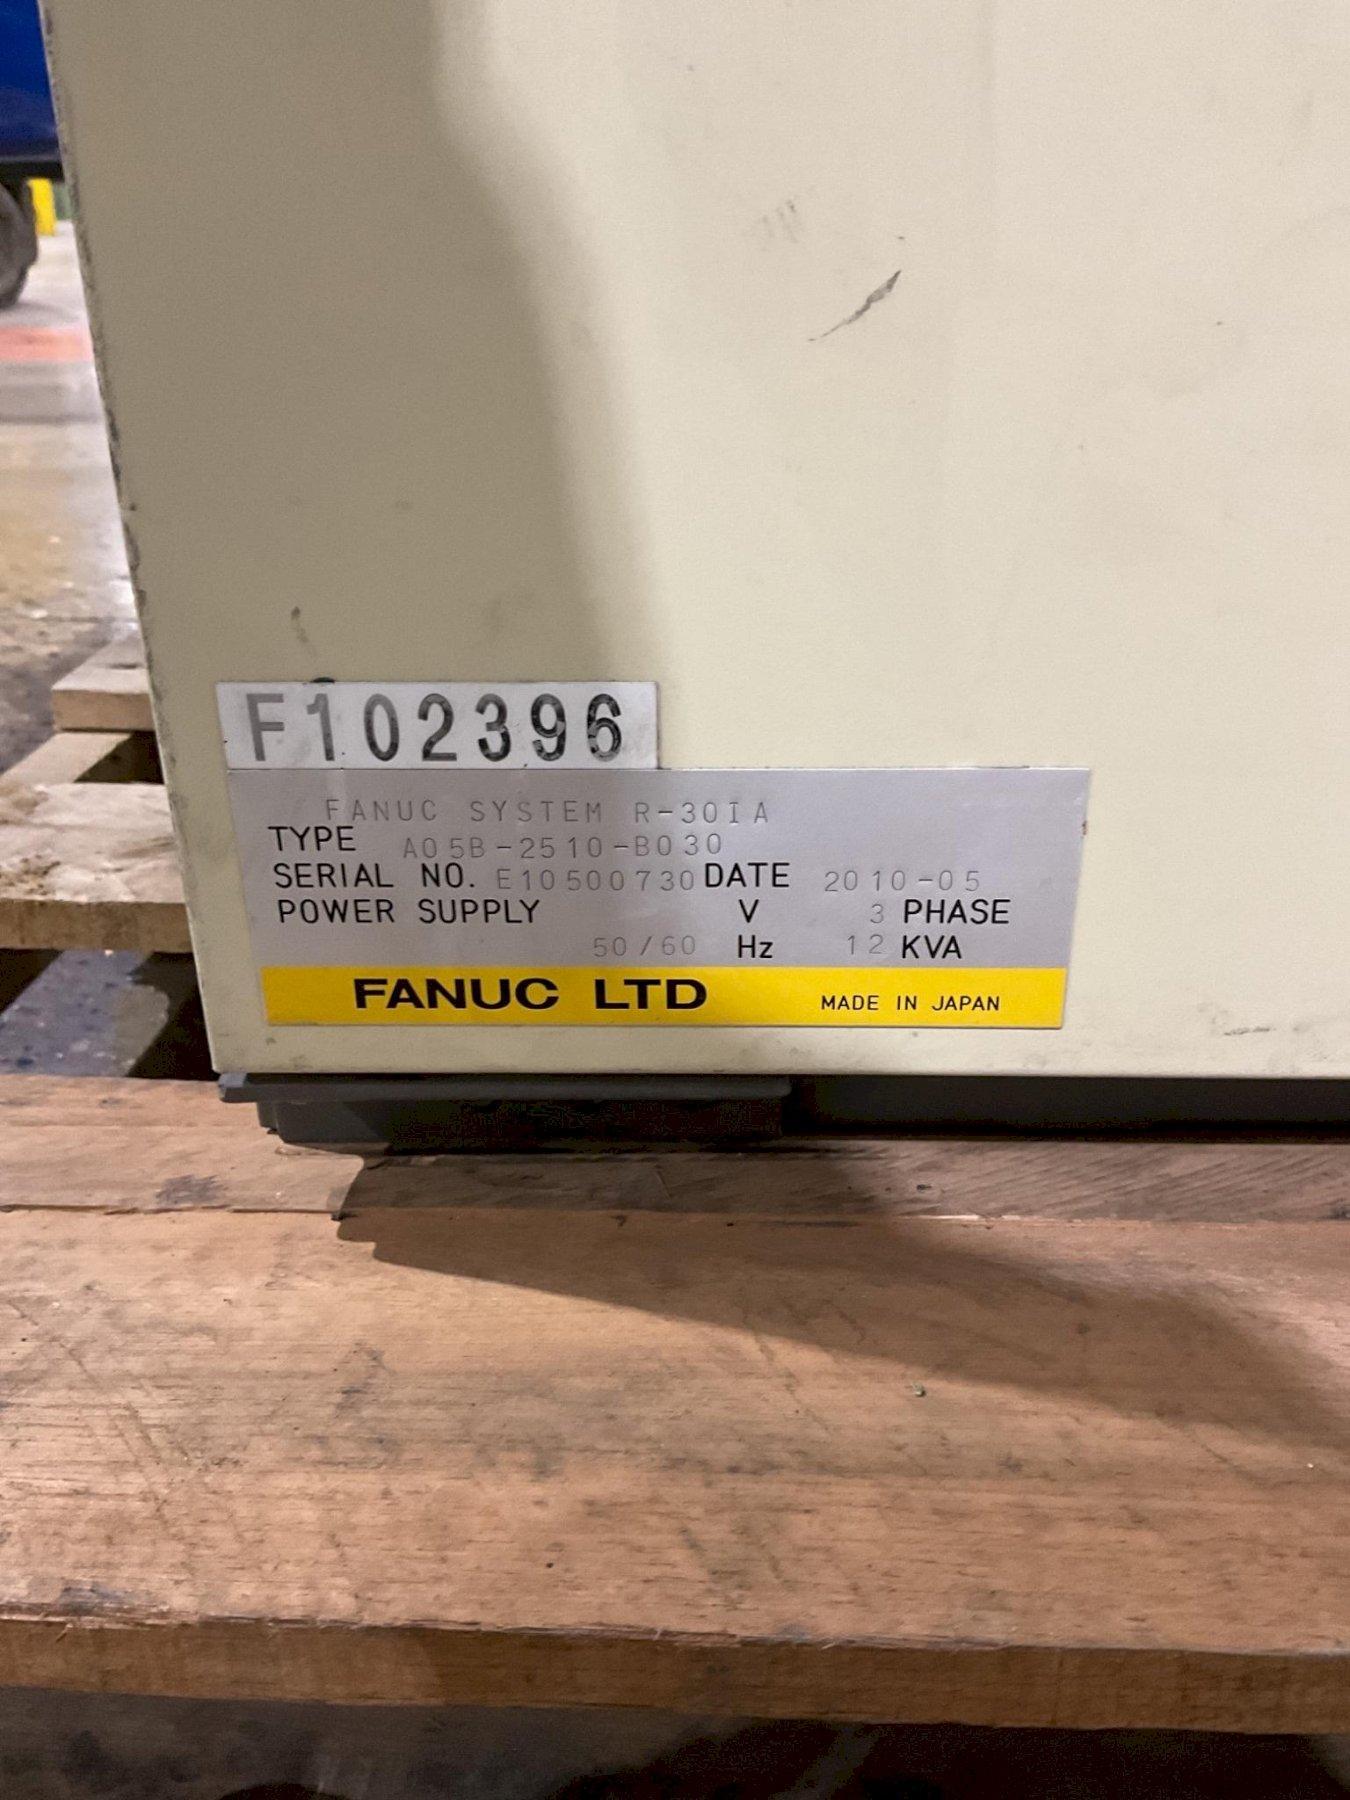 F102396
FANUC SYSTEM R-30IA
TYPE A05B-2510-B030
SERIAL NO. E10500730 DATE 2010-05
POWER SUPPLY V 3 PHASE
50/60 Hz 12 KVA
FANUC LTD MADE IN JAPAN